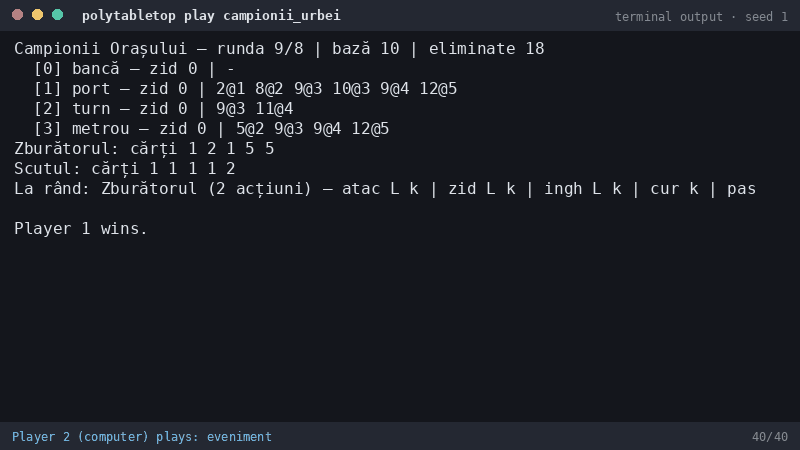 polytabletop play campionii_urbei
terminal output · seed 1
Campionii Orașului — runda 9/8 | bază 10 | eliminate 18
[0] bancă — zid 0 | -
[1] port — zid 0 | 2@1 8@2 9@3 10@3 9@4 12@5
[2] turn — zid 0 | 9@3 11@4
[3] metrou — zid 0 | 5@2 9@3 9@4 12@5
Zburătorul: cărți 1 2 1 5 5
Scutul: cărți 1 1 1 1 2
La rând: Zburătorul (2 acțiuni) — atac L k | zid L k | ingh L k | cur k | pas
Player 1 wins.
Player 2 (computer) plays: eveniment
40/40